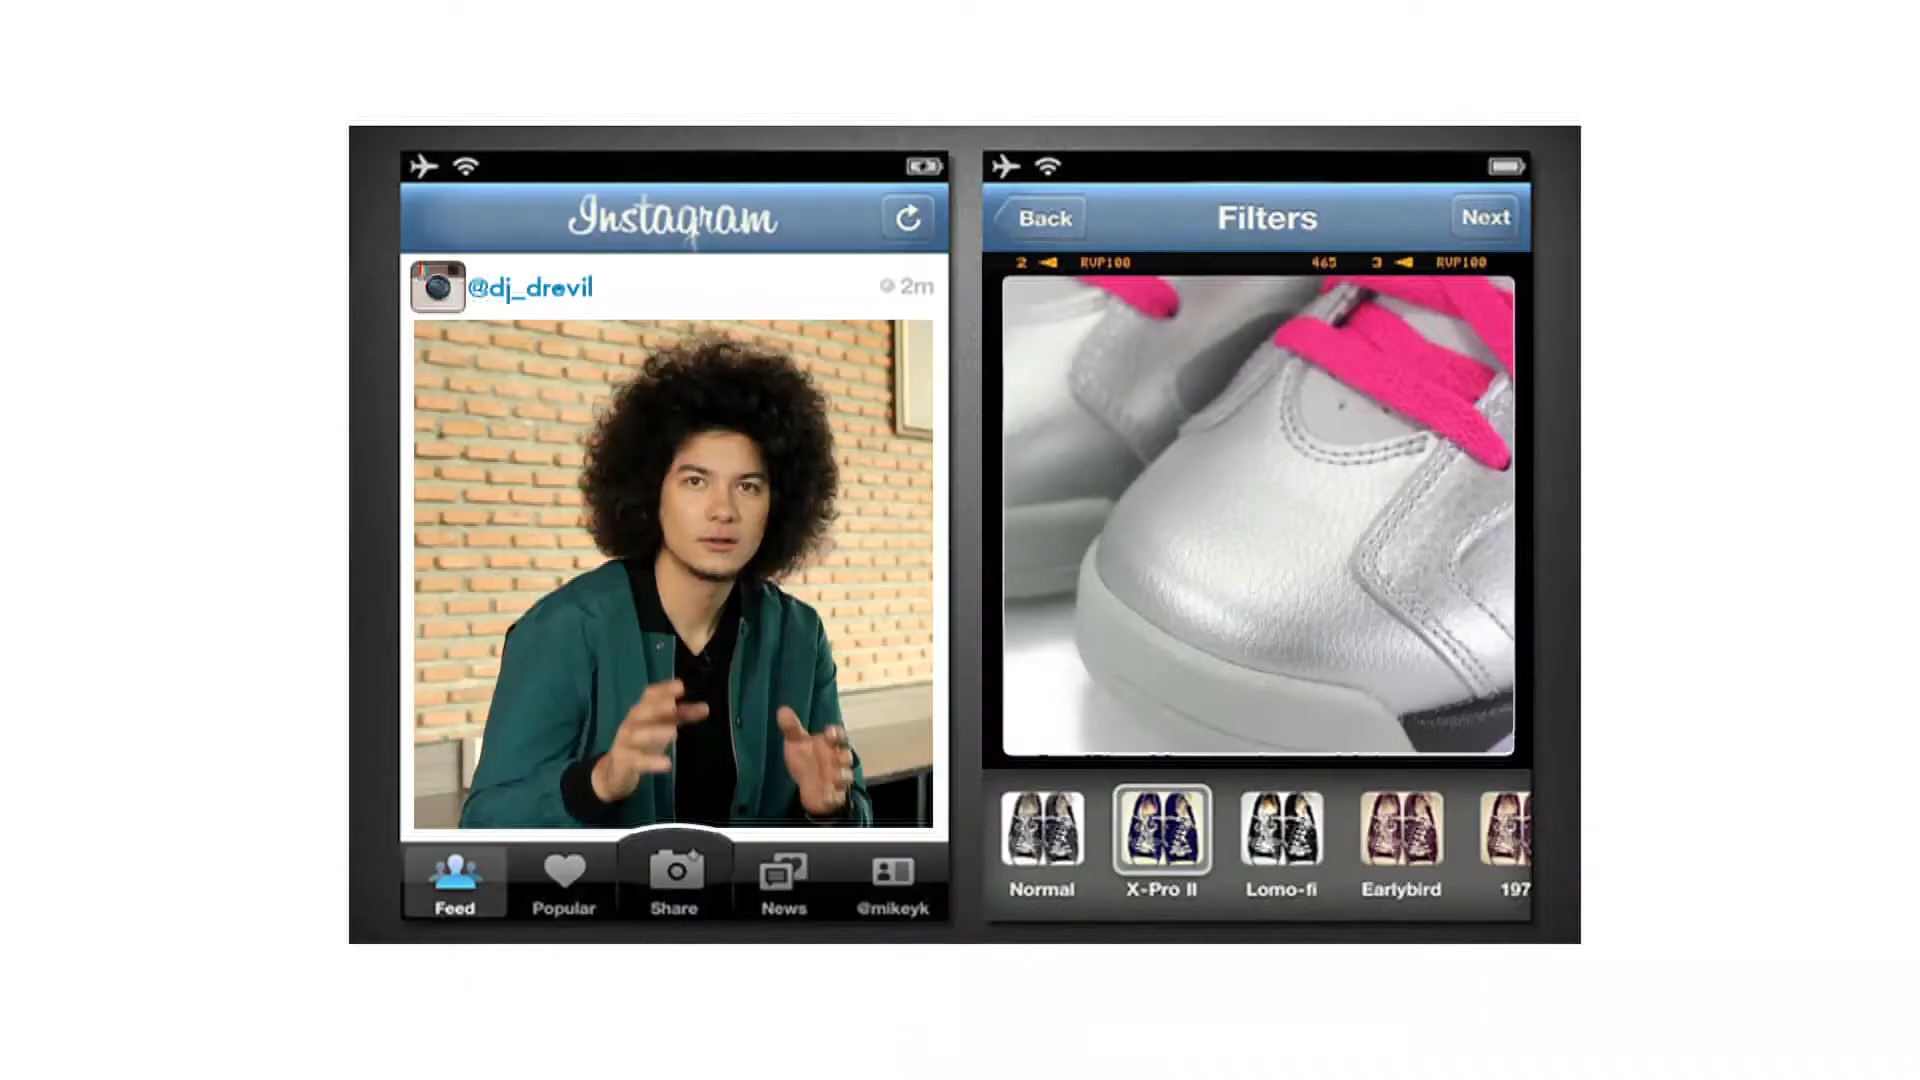 Instagram
@dj_drevil
2m
Feed
Popular
Share
News
@mikeyk
Back
Filters
Next
2 RVP100 465 3 RVP100
Normal
X-Pro II
Lomo-fi
Earlybird
197